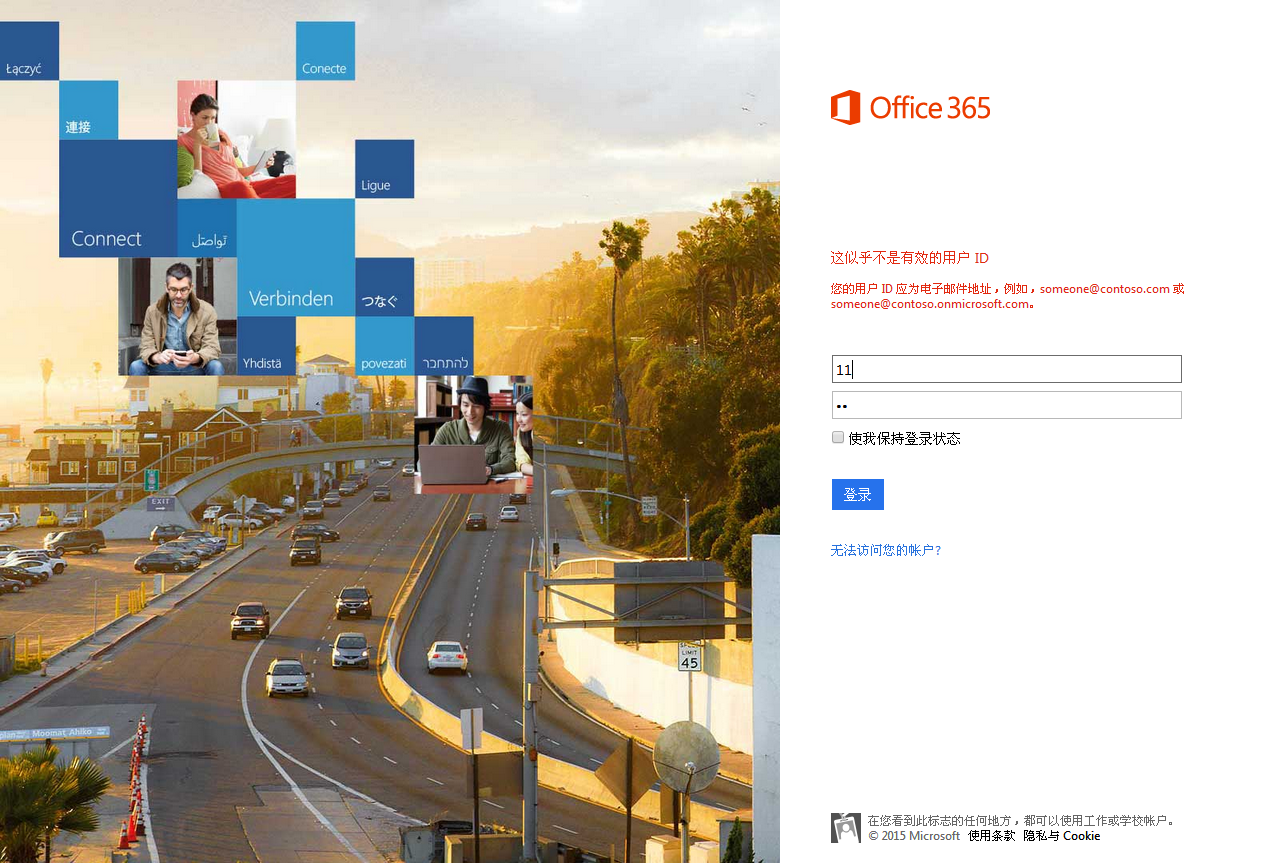 Łączyć
Conecte
連接
Ligue
Connect
تواصل
Verbinden
つなぐ
Yhdistä
povezati
להתחבר
EXIT
SPEED
LIMIT
45
Office 365
这似乎不是有效的用户 ID
您的用户 ID 应为电子邮件地址，例如，someone@contoso.com 或
someone@contoso.onmicrosoft.com。
11
••
使我保持登录状态
登录
无法访问您的帐户?
在您看到此标志的任何地方，都可以使用工作或学校帐户。
© 2015 Microsoft 使用条款 隐私与 Cookie